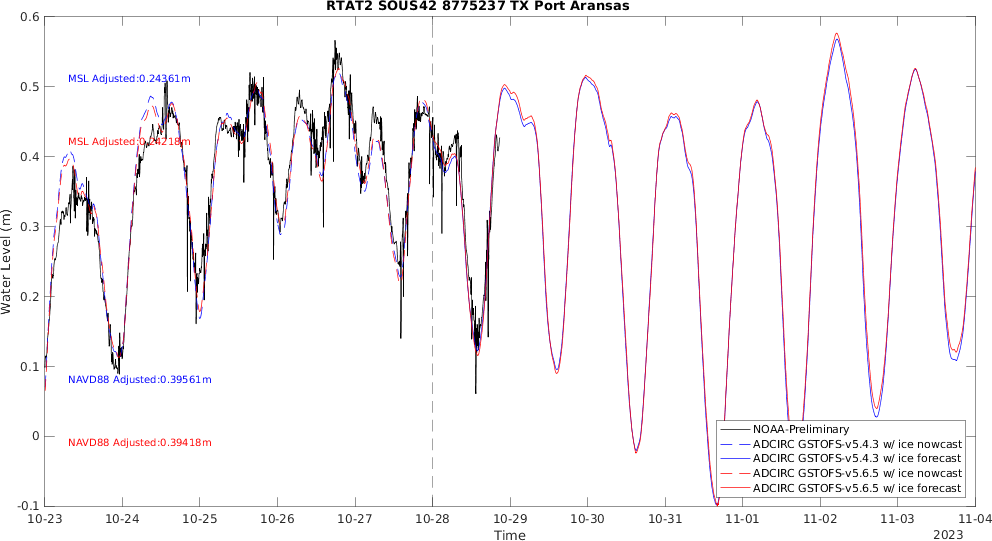 RTAT2 SOUS42 8775237 TX Port Aransas
0.6
0.5
0.4
0.3
0.2
0.1
0
-0.1
Water Level (m)
MSL Adjusted:0.24361m
MSL Adjusted:0.24218m
NAVD88 Adjusted:0.39561m
NAVD88 Adjusted:0.39418m
NOAA-Preliminary
ADCIRC GSTOFS-v5.4.3 w/ ice nowcast
ADCIRC GSTOFS-v5.4.3 w/ ice forecast
ADCIRC GSTOFS-v5.6.5 w/ ice nowcast
ADCIRC GSTOFS-v5.6.5 w/ ice forecast
10-23 10-24 10-25 10-26 10-27 10-28 10-29 10-30 10-31 11-01 11-02 11-03 11-04
Time
2023